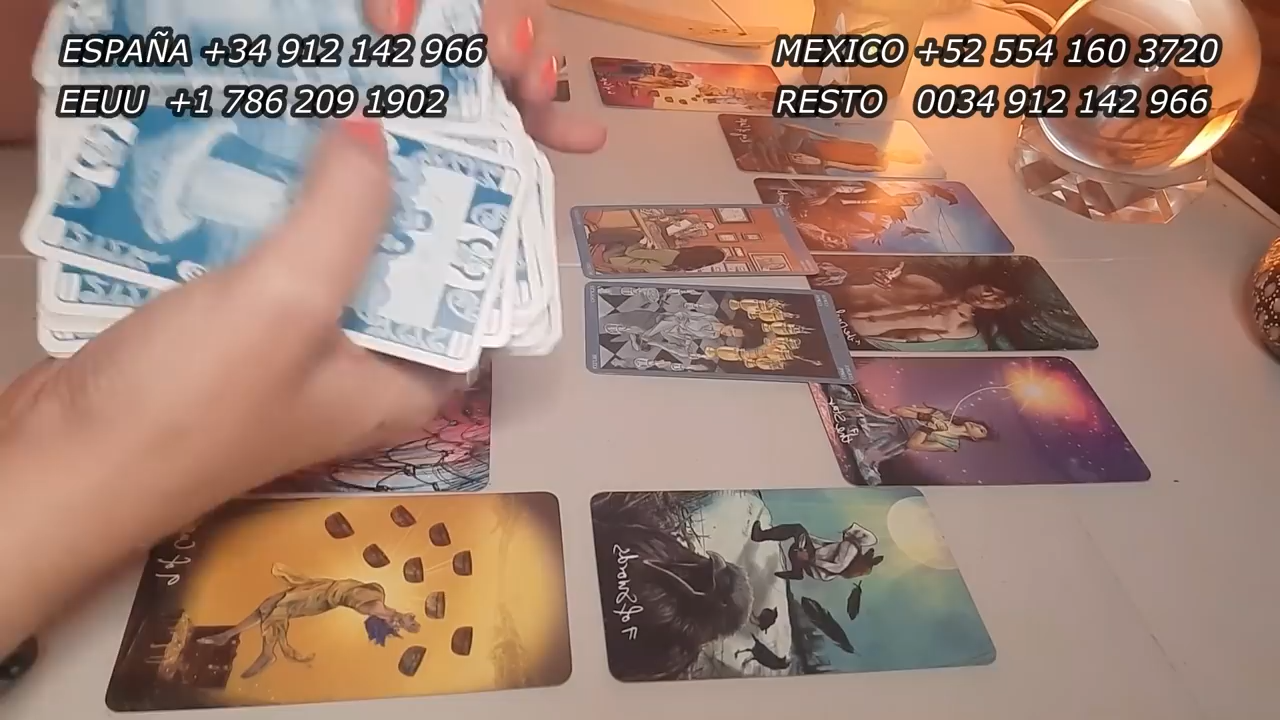 ESPAÑA +34 912 142 966
EEUU +1 786 209 1902
MEXICO +52 554 160 3720
RESTO 0034 912 142 966